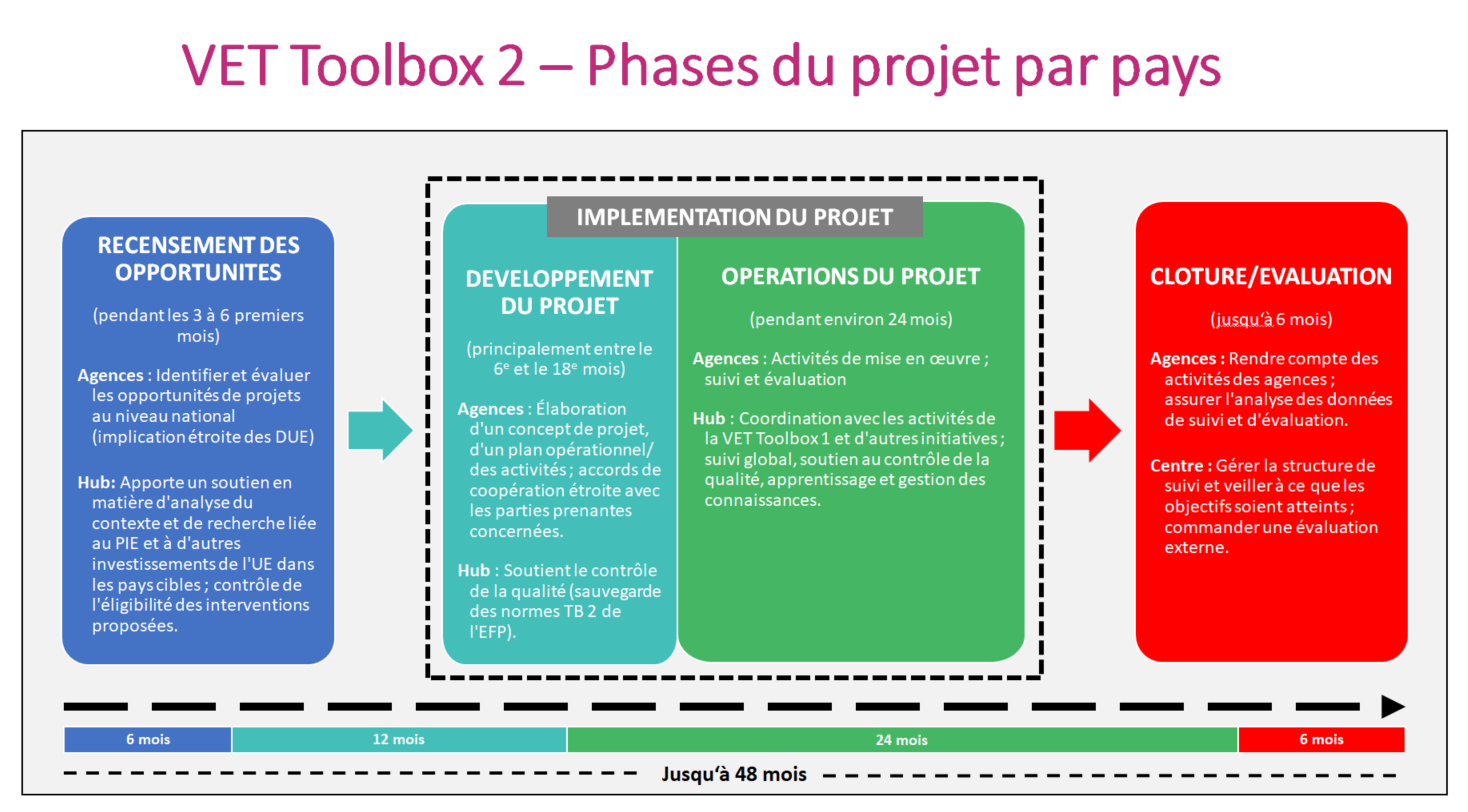 VET Toolbox 2 – Phases du projet par pays
RECENSEMENT DES
OPPORTUNITES
(pendant les 3 à 6 premiers
mois)
Agences : Identifier et évaluer
les opportunités de projets
au niveau national
(implication étroite des DUE)
Hub: Apporte un soutien en
matière d'analyse du
contexte et de recherche liée
au PIE et à d'autres
investissements de l'UE dans
les pays cibles ; contrôle de
l'éligibilité des interventions
proposées.
IMPLEMENTATION DU PROJET
DEVELOPPEMENT
DU PROJET
(principalement entre le
6e et le 18e mois)
Agences : Élaboration
d'un concept de projet,
d'un plan opérationnel/
des activités ; accords de
coopération étroite avec
les parties prenantes
concernées.
Hub : Soutient le contrôle
de la qualité (sauvegarde
des normes TB 2 de
l'EFP).
OPERATIONS DU PROJET
(pendant environ 24 mois)
Agences : Activités de mise en œuvre ;
suivi et évaluation
Hub : Coordination avec les activités de
la VET Toolbox 1 et d'autres initiatives ;
suivi global, soutien au contrôle de la
qualité, apprentissage et gestion des
connaissances.
CLOTURE/EVALUATION
(jusqu‘à 6 mois)
Agences : Rendre compte des
activités des agences ;
assurer l'analyse des données
de suivi et d'évaluation.
Centre : Gérer la structure de
suivi et veiller à ce que les
objectifs soient atteints ;
commander une évaluation
externe.
6 mois
12 mois
24 mois
6 mois
Jusqu‘à 48 mois